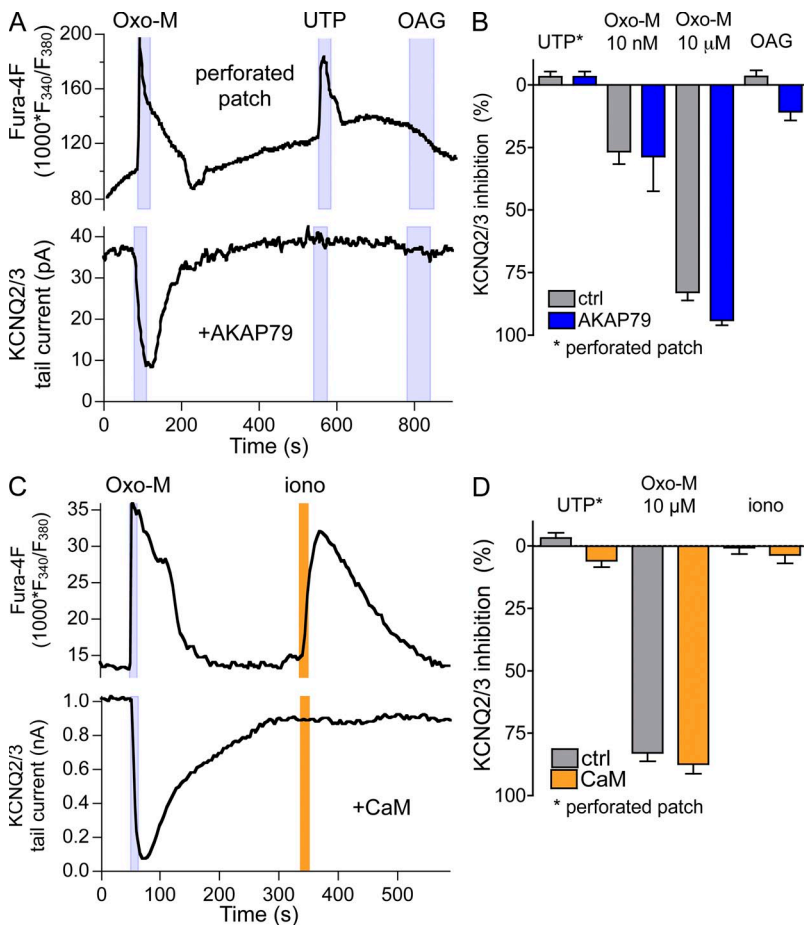 A
Oxo-M
UTP
OAG
Fura-4F
(1000*F340/F380)
200
160
120
80
perforated
patch
KCNQ2/3
tail current (pA)
40
30
20
10
0
+AKAP79
0
200
400
600
800
Time (s)
B
UTP*
Oxo-M
10 nM
Oxo-M
10 µM
OAG
KCNQ2/3 inhibition (%)
0
25
50
75
100
ctrl
AKAP79
* perforated patch
C
Oxo-M
iono
Fura-4F
(1000*F340/F380)
35
30
25
20
15
KCNQ2/3
tail current (nA)
1.0
0.8
0.6
0.4
0.2
0.0
+CaM
0
100
200
300
400
500
Time (s)
D
UTP*
Oxo-M
10 µM
iono
KCNQ2/3 inhibition (%)
0
25
50
75
100
ctrl
CaM
* perforated patch